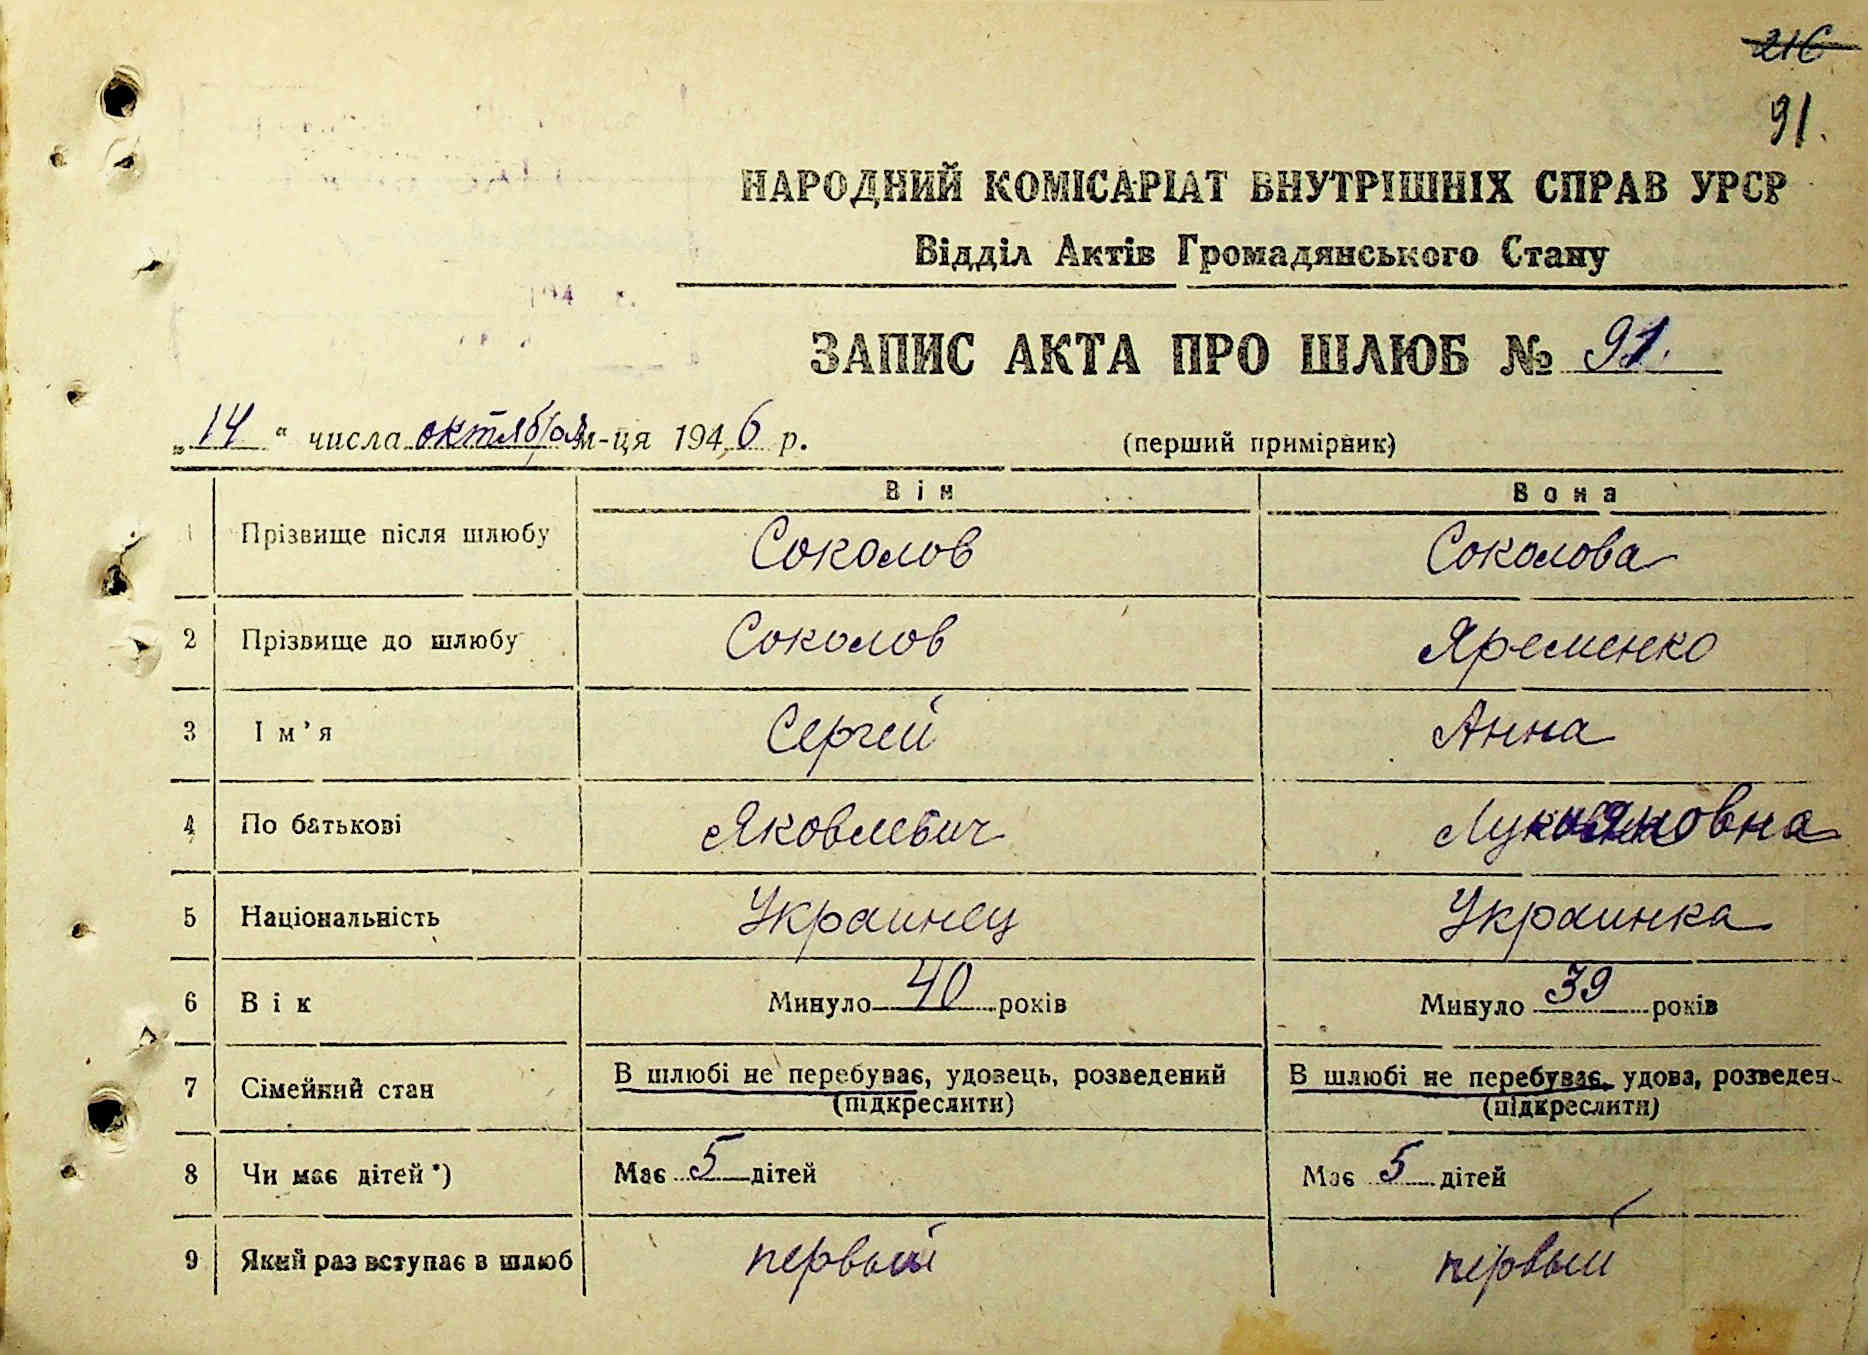 216
91.
НАРОДНИЙ КОМІСАРІАТ ВНУТРІШНІХ СПРАВ УРСР
Відділ Актів Громадянського Стану
ЗАПИС АКТА ПРО ШЛЮБ № 91.
„14“ числа октября м-ця 1946 р. (перший примірник)
Він Вона
1 Прізвище після шлюбу Соколов Соколова
2 Прізвище до шлюбу Соколов Яременко
3 Ім'я Сергей Анна
4 По батькові Яковлевич
5 Національність Украинец Украинка
6 Вік Минуло 40 років Минуло 39 років
7 Сімейний стан В шлюбі не перебуває, удовець, розведений В шлюбі не перебуває, удова, розведен
(підкреслити) (підкреслити)
8 Чи має дітей*) Має 5 дітей Має 5 дітей
9 Який раз вступає в шлюб первый первый